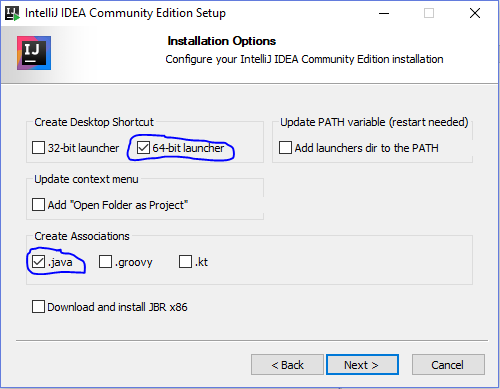 IntelliJ IDEA Community Edition Setup
IJ
Installation Options
Configure your IntelliJ IDEA Community Edition installation
Create Desktop Shortcut
32-bit launcher
64-bit launcher
Update PATH variable (restart needed)
Add launchers dir to the PATH
Update context menu
Add "Open Folder as Project"
Create Associations
.java
.groovy
.kt
Download and install JBR x86
< Back
Next >
Cancel